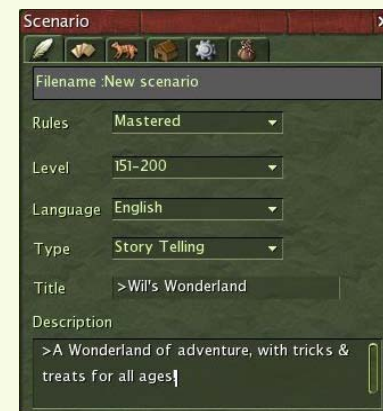 Scenario
Filename :New scenario
Rules Mastered
Level 151-200
Language English
Type Story Telling
Title >Wil's Wonderland
Description
>A Wonderland of adventure, with tricks &
treats for all ages!